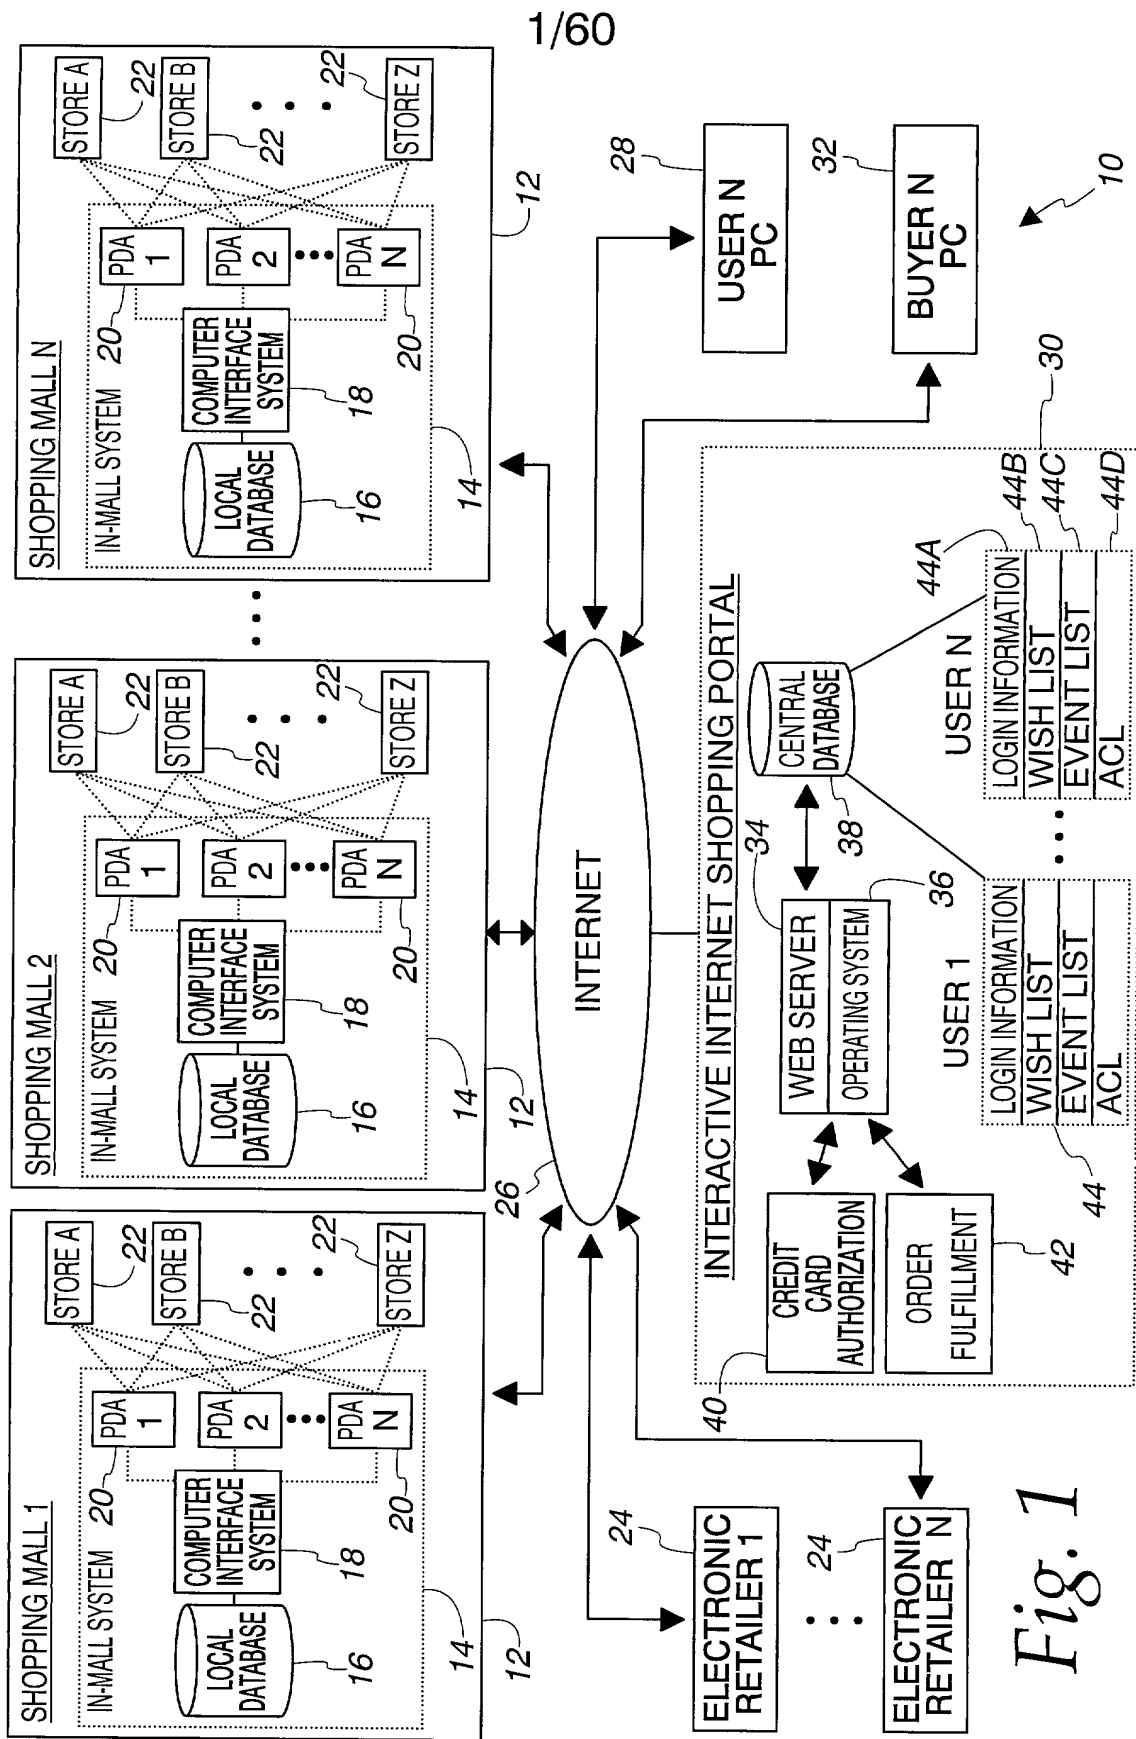 1/60
SHOPPING MALL 1
IN-MALL SYSTEM
LOCAL
DATABASE
16
COMPUTER
INTERFACE
SYSTEM
18
20
PDA
1
PDA
2
PDA
N
20
14
12
STORE A
22
STORE B
22
22
STORE Z
SHOPPING MALL 2
IN-MALL SYSTEM
LOCAL
DATABASE
16
COMPUTER
INTERFACE
SYSTEM
18
20
PDA
1
PDA
2
PDA
N
20
14
12
STORE A
22
STORE B
22
22
STORE Z
SHOPPING MALL N
IN-MALL SYSTEM
LOCAL
DATABASE
16
COMPUTER
INTERFACE
SYSTEM
18
20
PDA
1
PDA
2
PDA
N
20
14
12
STORE A
22
STORE B
22
22
STORE Z
26
INTERNET
ELECTRONIC
RETAILER 1
24
24
ELECTRONIC
RETAILER N
INTERACTIVE INTERNET SHOPPING PORTAL
40
CREDIT
CARD
AUTHORIZATION
ORDER
FULFILLMENT
42
WEB SERVER
34
OPERATING SYSTEM
36
CENTRAL
DATABASE
38
USER 1
LOGIN INFORMATION
WISH LIST
EVENT LIST
ACL
44
USER N
LOGIN INFORMATION
WISH LIST
EVENT LIST
ACL
44A
44B
44C
44D
30
USER N
PC
28
BUYER N
PC
32
10
Fig. 1